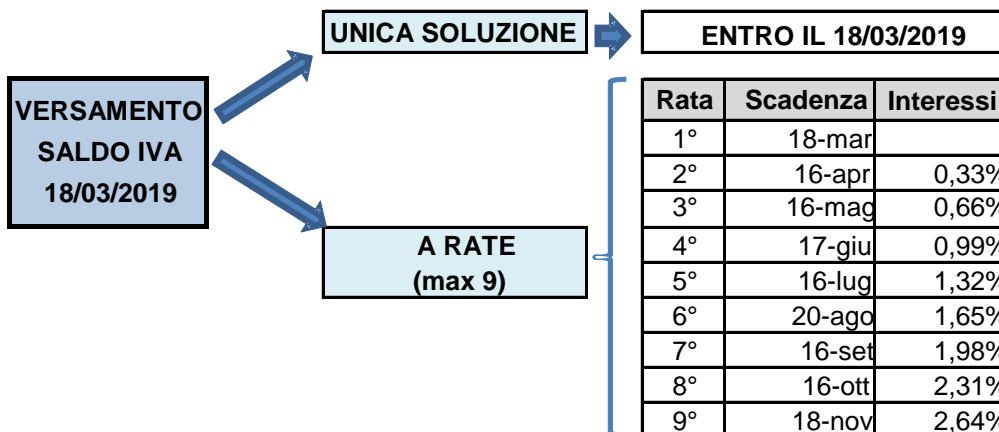 UNICA SOLUZIONE
ENTRO IL 18/03/2019
VERSAMENTO
SALDO IVA
18/03/2019
A RATE
(max 9)
Rata Scadenza Interessi
1° 18-mar
2° 16-apr 0,33%
3° 16-mag 0,66%
4° 17-giu 0,99%
5° 16-lug 1,32%
6° 20-ago 1,65%
7° 16-set 1,98%
8° 16-ott 2,31%
9° 18-nov 2,64%